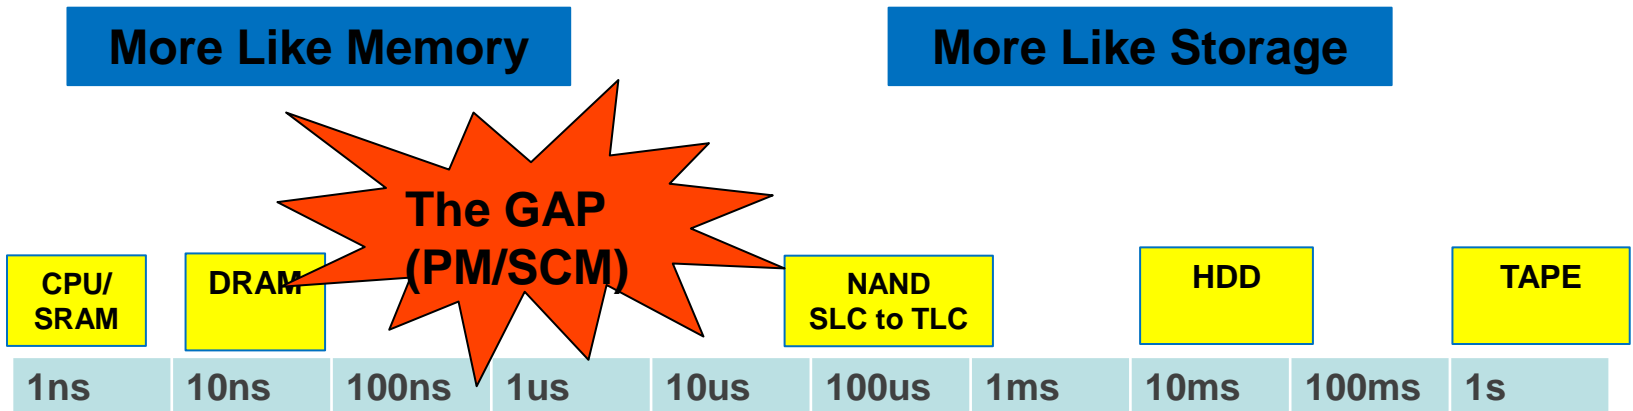 More Like Memory
More Like Storage
The GAP
(PM/SCM)
CPU/
SRAM
DRAM
NAND
SLC to TLC
HDD
TAPE
1ns
10ns
100ns
1us
10us
100us
1ms
10ms
100ms
1s